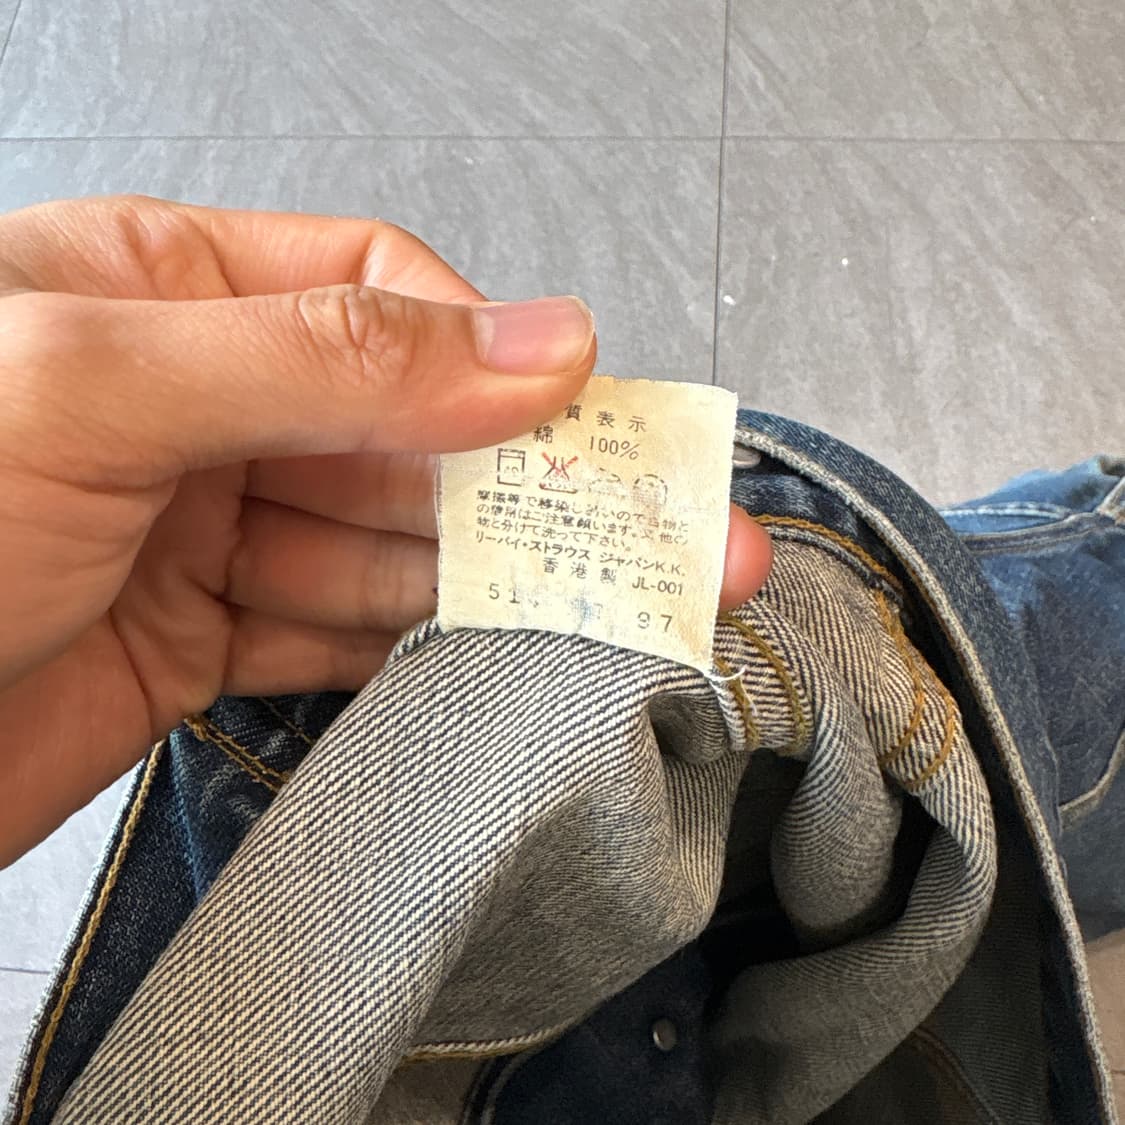 質表示
綿 100%
摩擦等で移染しますので合物と
の使用はご注意願います。又 他の
物と分けて洗って下さい。
リーバイ・ストラウス ジャパンK.K.
香港製 JL-001
97